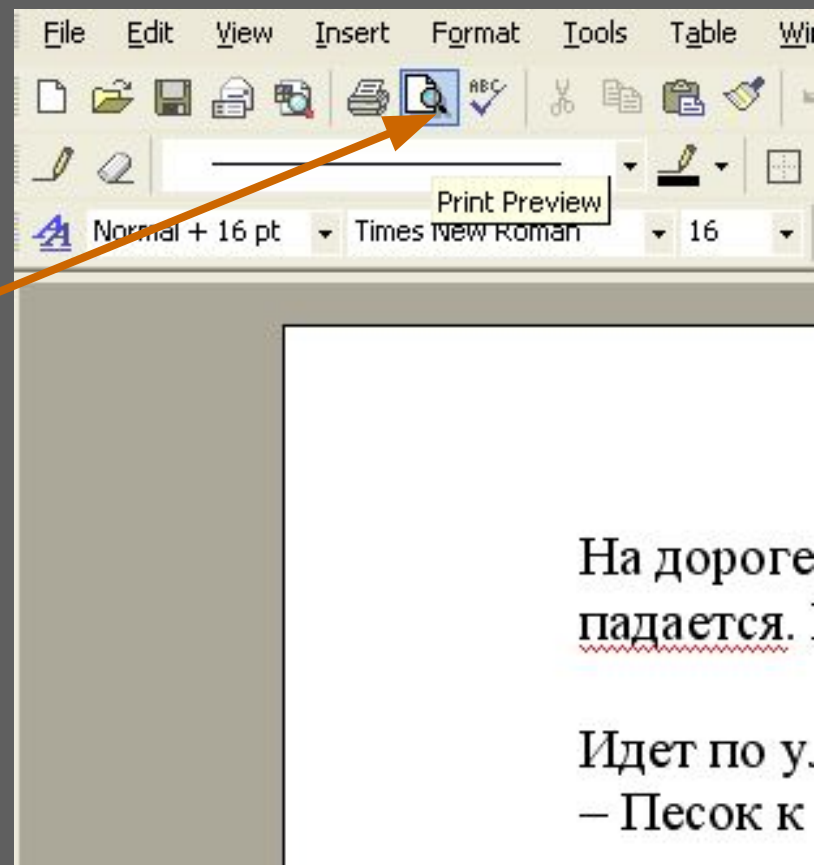 File Edit View Insert Format Tools Table
ABC
Print Preview
Normal + 16 pt Times New Roman 16
На дороге
падается.
Идет по
– Песок к